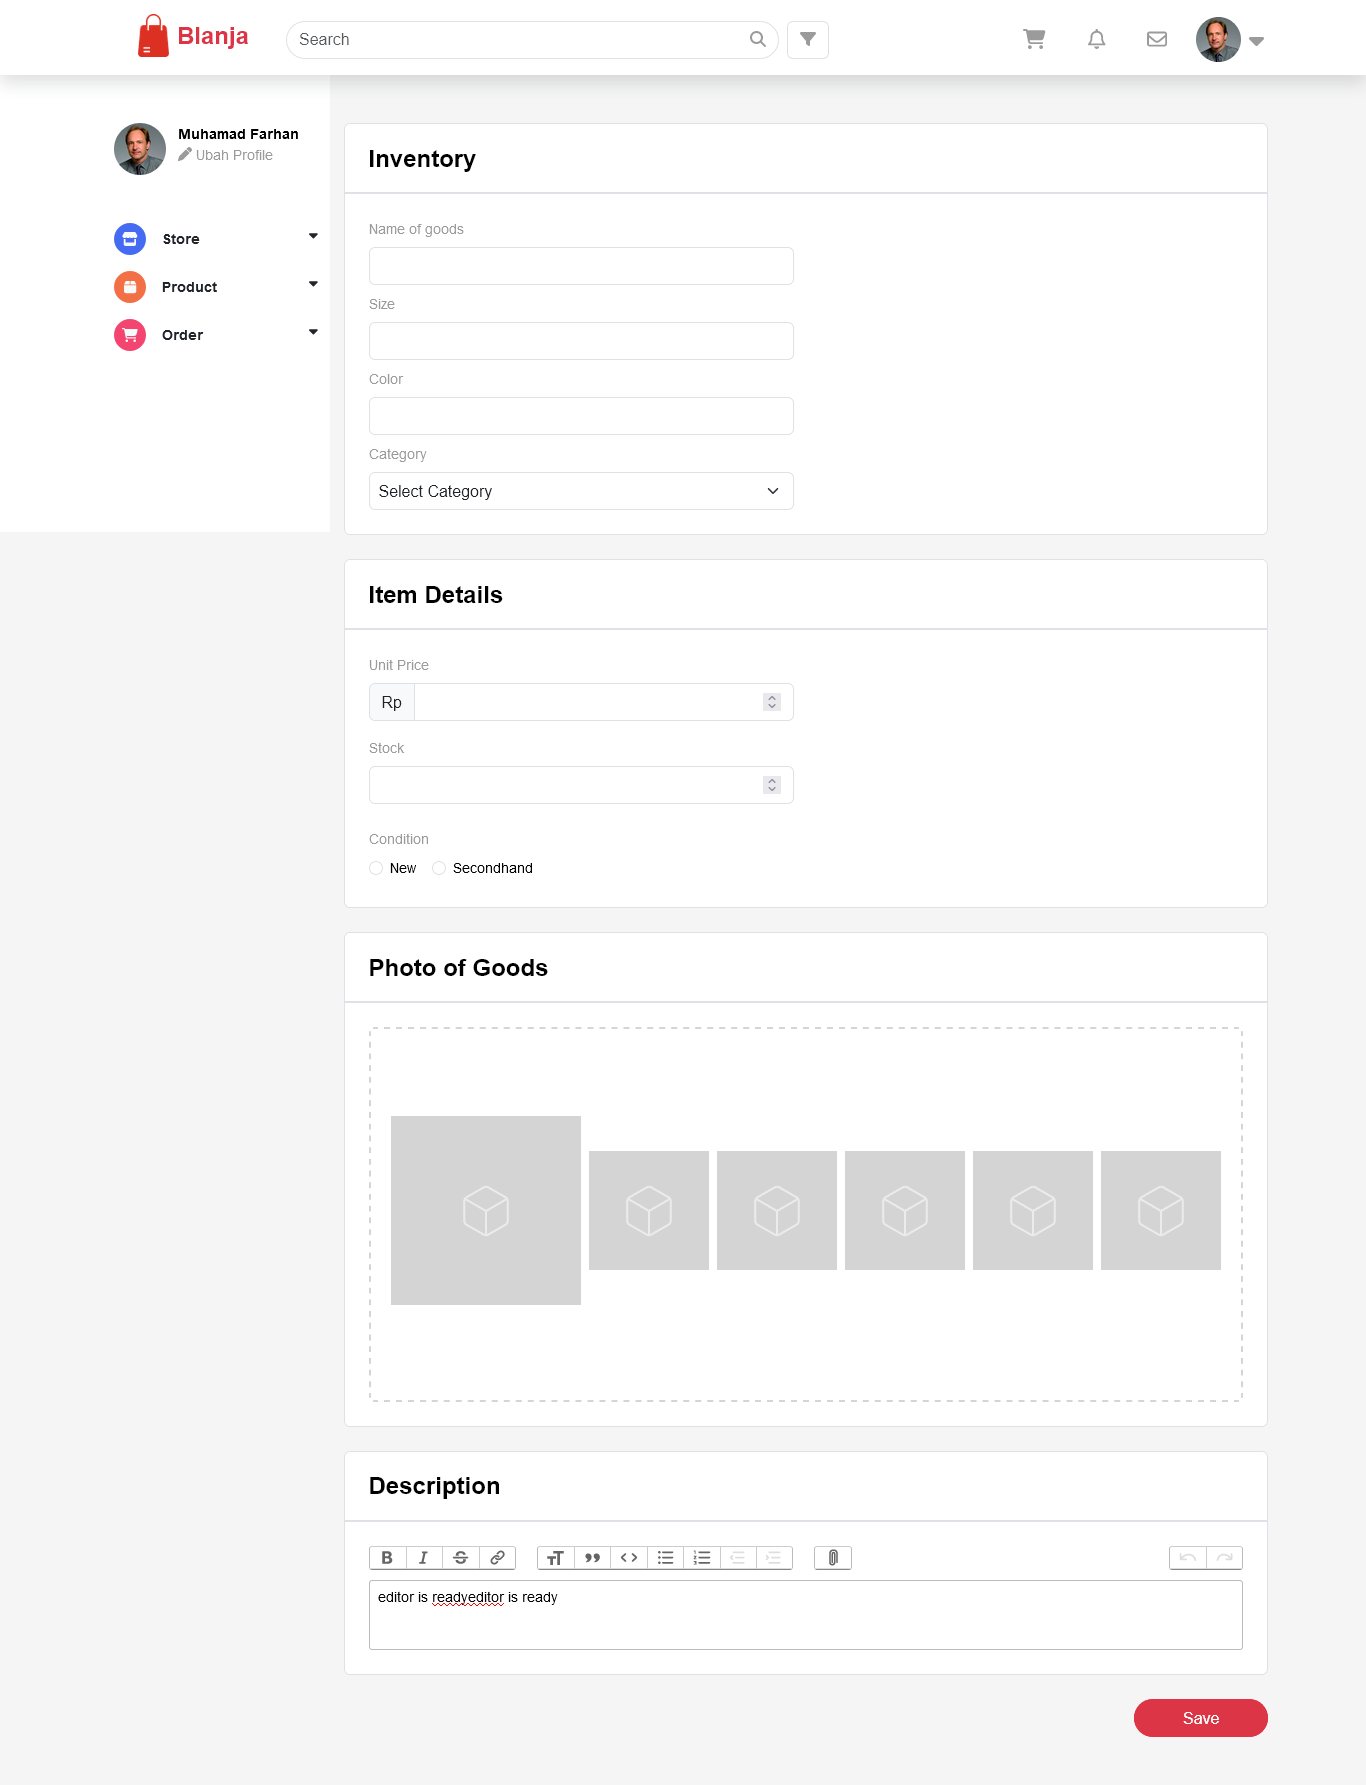 Blanja
Search
Muhamad Farhan
Ubah Profile
Store
Product
Order
Inventory
Name of goods
Size
Color
Category
Select Category
Item Details
Unit Price
Rp
Stock
Condition
New Secondhand
Photo of Goods
Description
editor is readyeditor is ready
Save